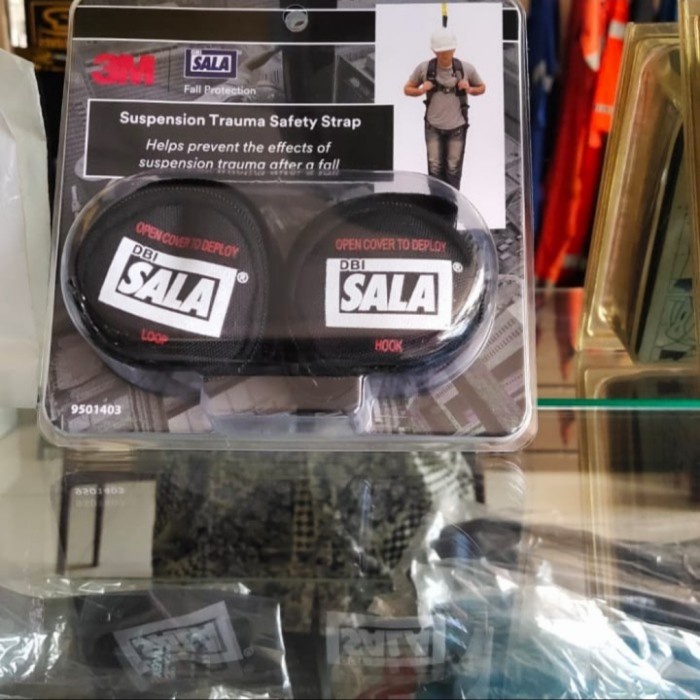 3M
DBI SALA
Fall Protection
Suspension Trauma Safety Strap
Helps prevent the effects of
suspension trauma after a fall
OPEN COVER TO DEPLOY
DBI
SALA®
LOOP
OPEN COVER TO DEPLOY
DBI
SALA®
HOOK
9501403